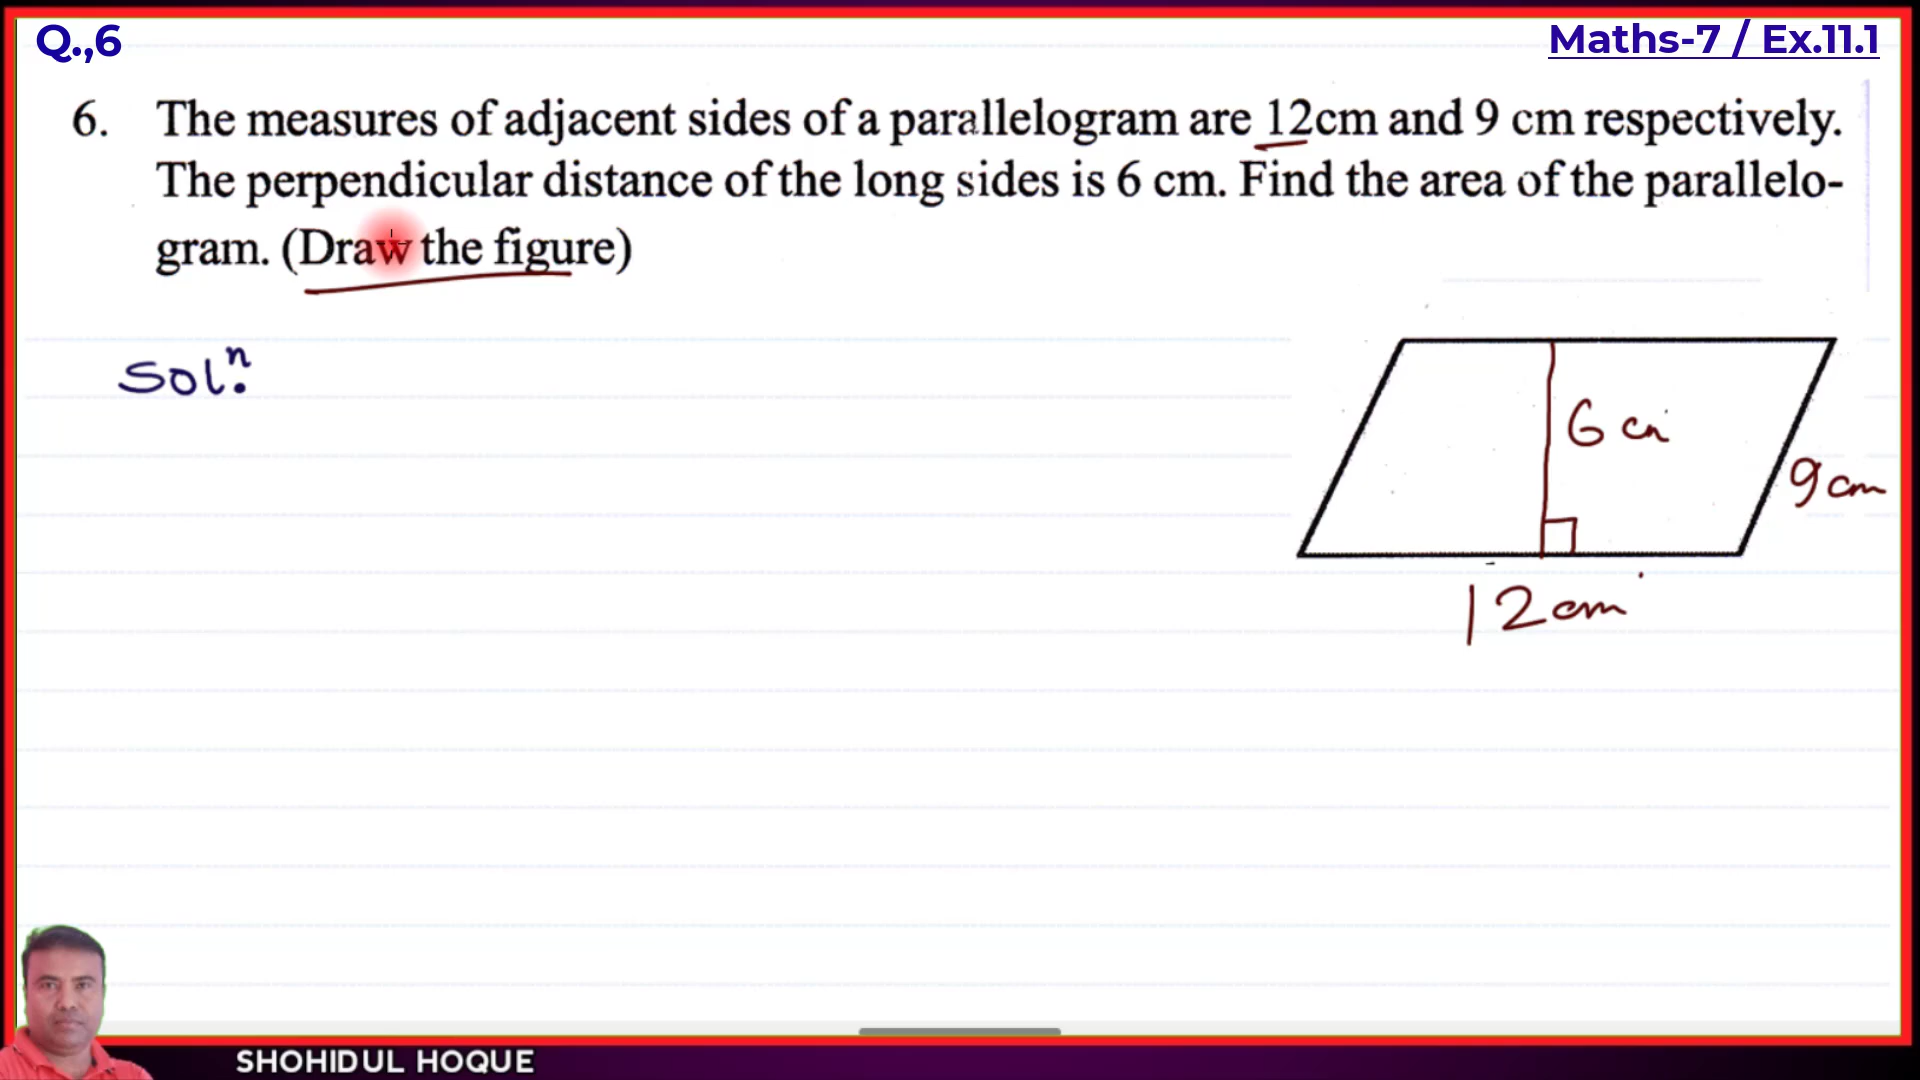 Q.,6
Maths-7 / Ex.11.1
6. The measures of adjacent sides of a parallelogram are 12cm and 9 cm respectively.
The perpendicular distance of the long sides is 6 cm. Find the area of the parallelo-
gram. (Draw the figure)
Solⁿ.
6 cm
9 cm
12 cm
SHOHIDUL HOQUE